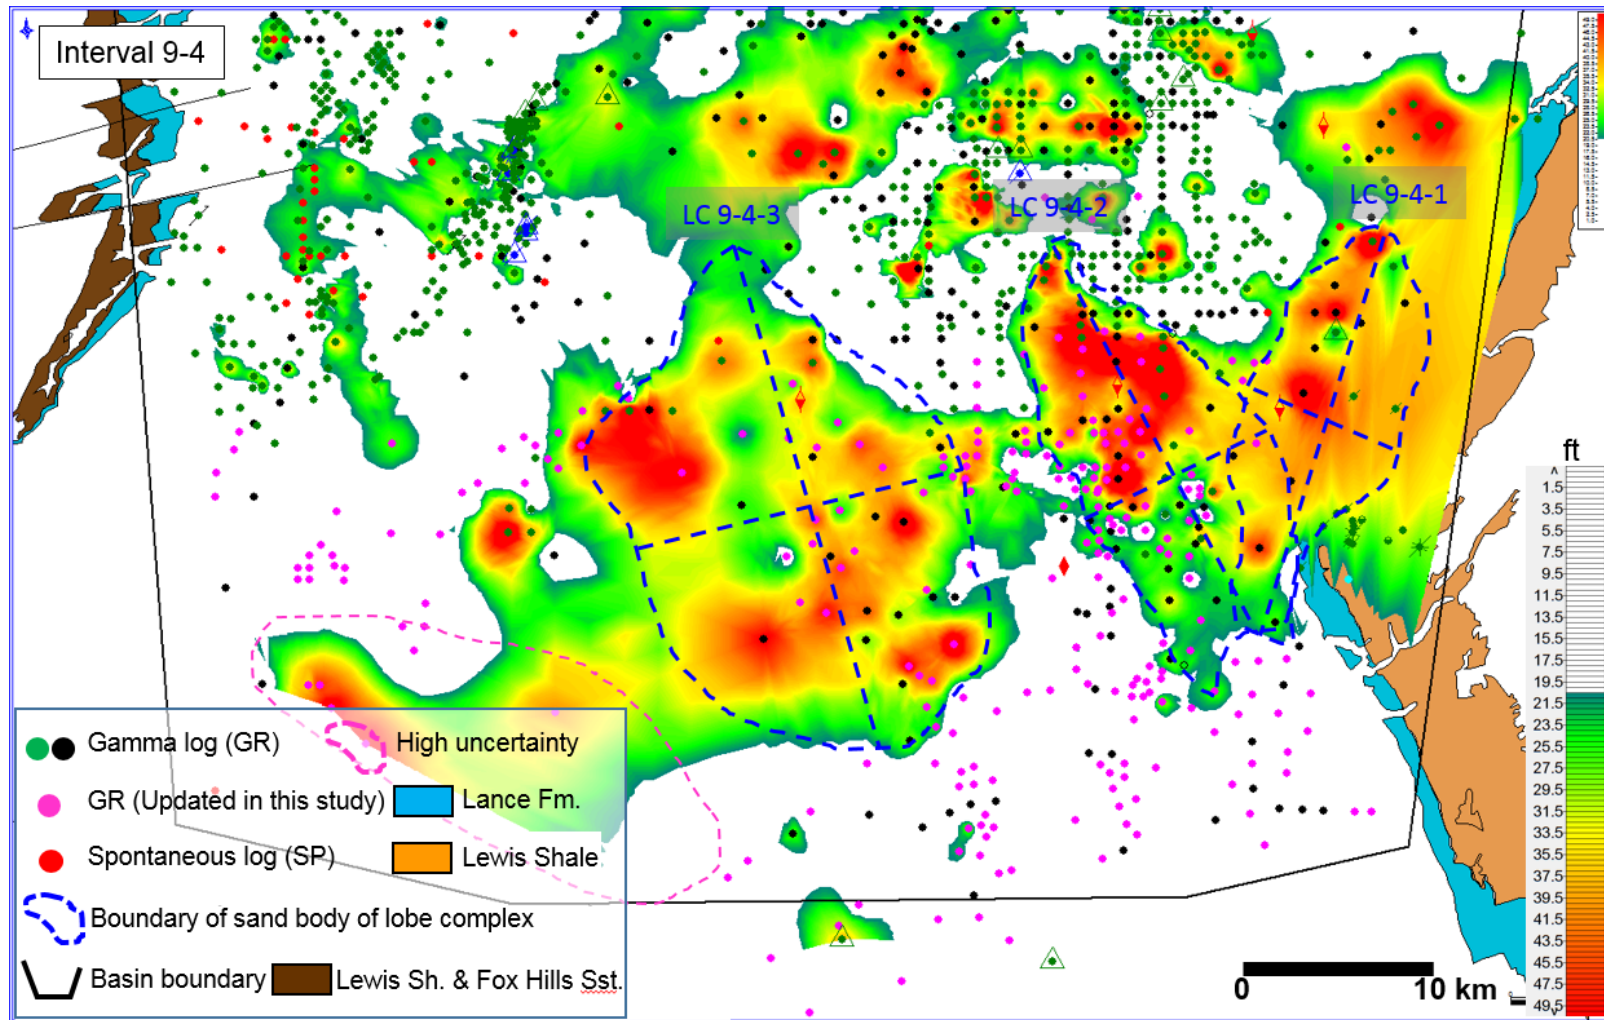 Interval 9-4
LC 9-4-3
LC 9-4-2
LC 9-4-1
ft
1.5
3.5
5.5
7.5
9.5
11.5
13.5
15.5
17.5
19.5
21.5
23.5
25.5
27.5
29.5
31.5
33.5
35.5
37.5
39.5
41.5
43.5
45.5
47.5
49.5
Gamma log (GR)
High uncertainty
GR (Updated in this study)
Lance Fm.
Spontaneous log (SP)
Lewis Shale
Boundary of sand body of lobe complex
Basin boundary
Lewis Sh. & Fox Hills Sst.
0 10 km